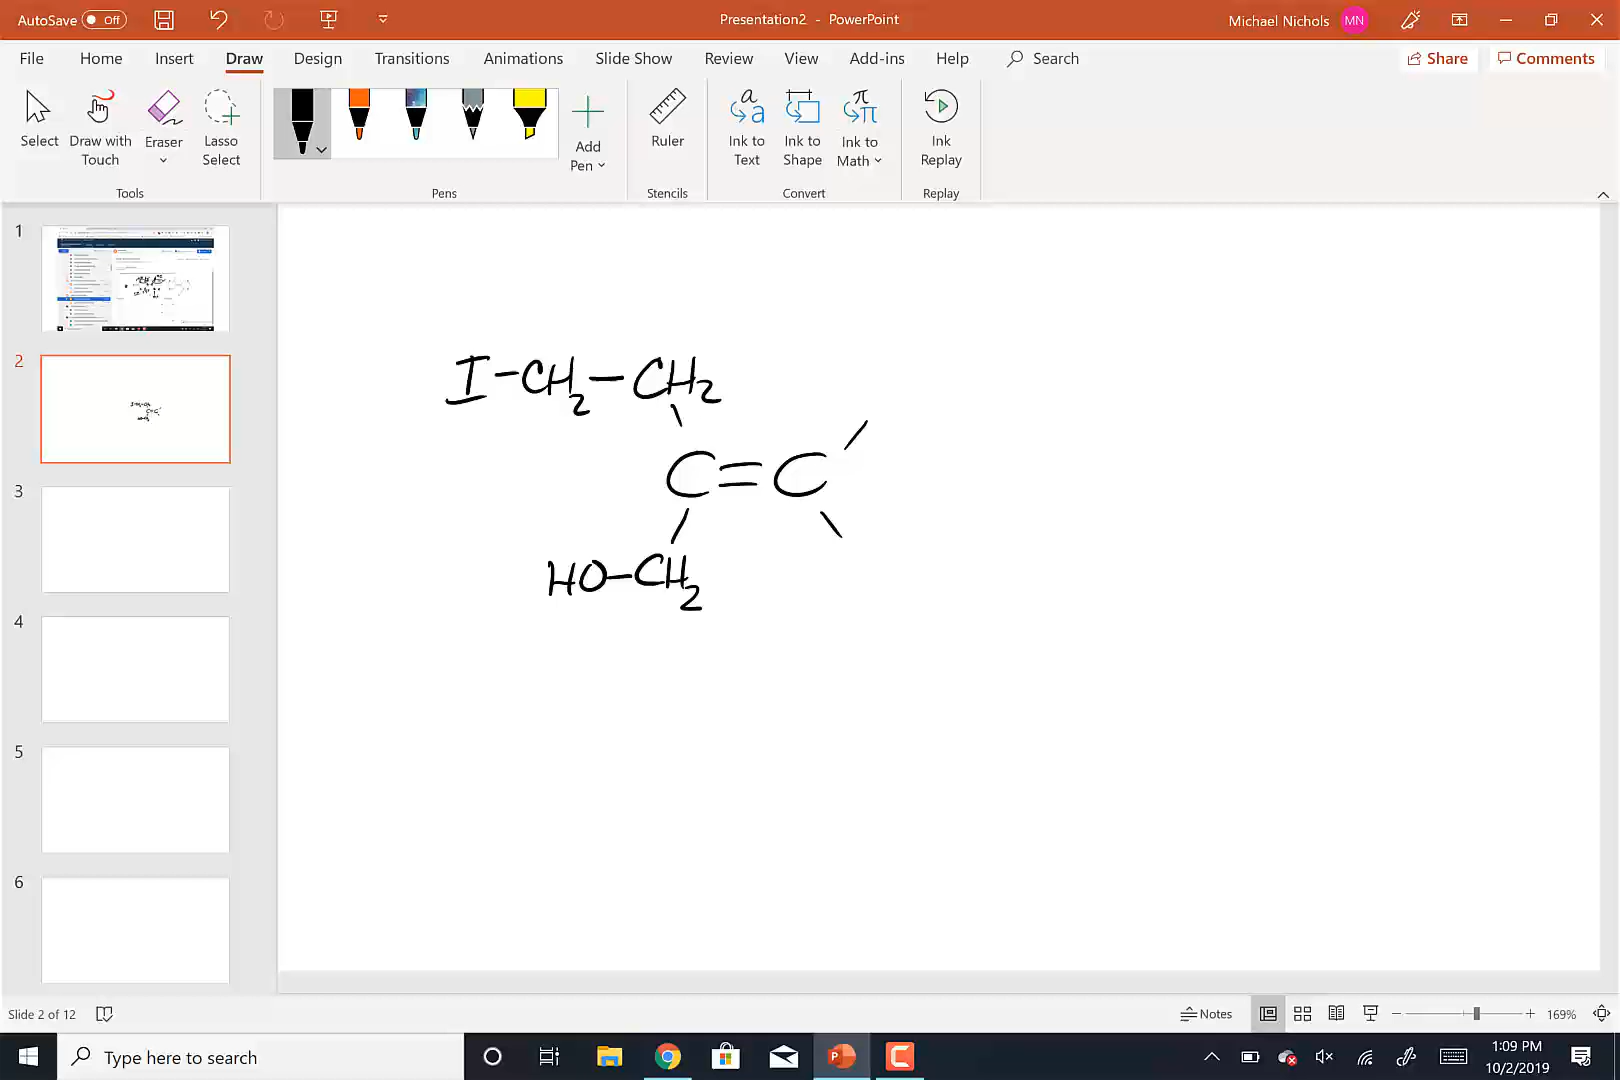 AutoSave Off
Presentation2 - PowerPoint
Michael Nichols MN
File Home Insert Draw Design Transitions Animations Slide Show Review View Add-ins Help Search
Share Comments
Select
Draw with Touch
Eraser
Lasso Select
Add Pen
Ruler
a
a
Ink to Text
Ink to Shape
π
π
Ink to Math
Ink Replay
Tools Pens Stencils Convert Replay
1
2
3
4
5
6
I-CH2-CH2
C=C
HO-CH2
Slide 2 of 12
Notes
169%
Type here to search
1:09 PM
10/2/2019